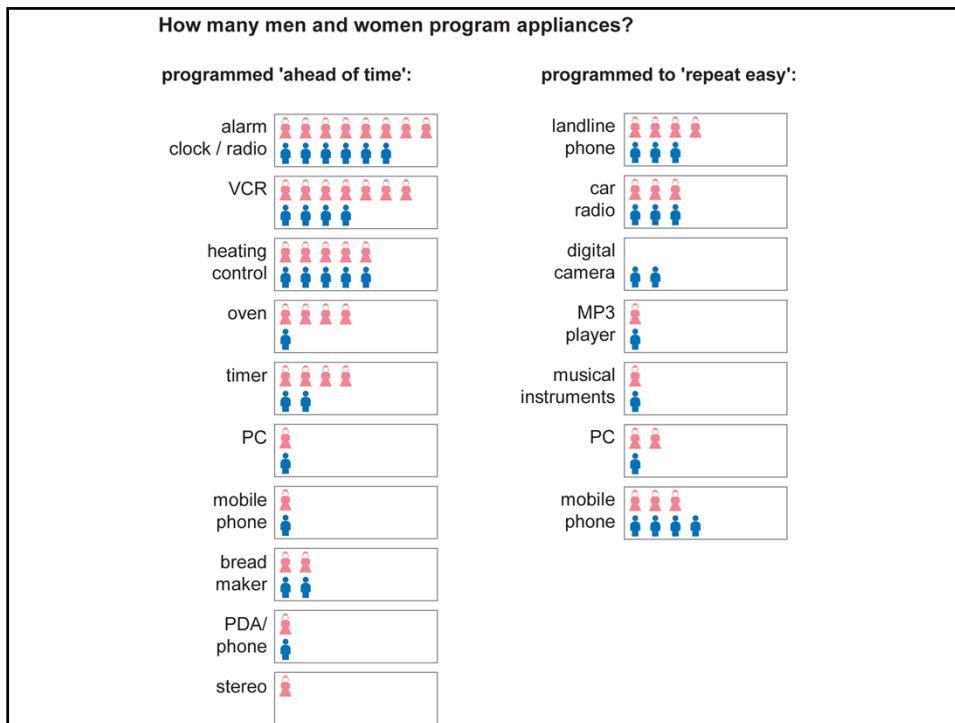 How many men and women program appliances?
programmed 'ahead of time':
alarm
clock / radio
VCR
heating
control
oven
timer
PC
mobile
phone
bread
maker
PDA/
phone
stereo
programmed to 'repeat easy':
landline
phone
car
radio
digital
camera
MP3
player
musical
instruments
PC
mobile
phone